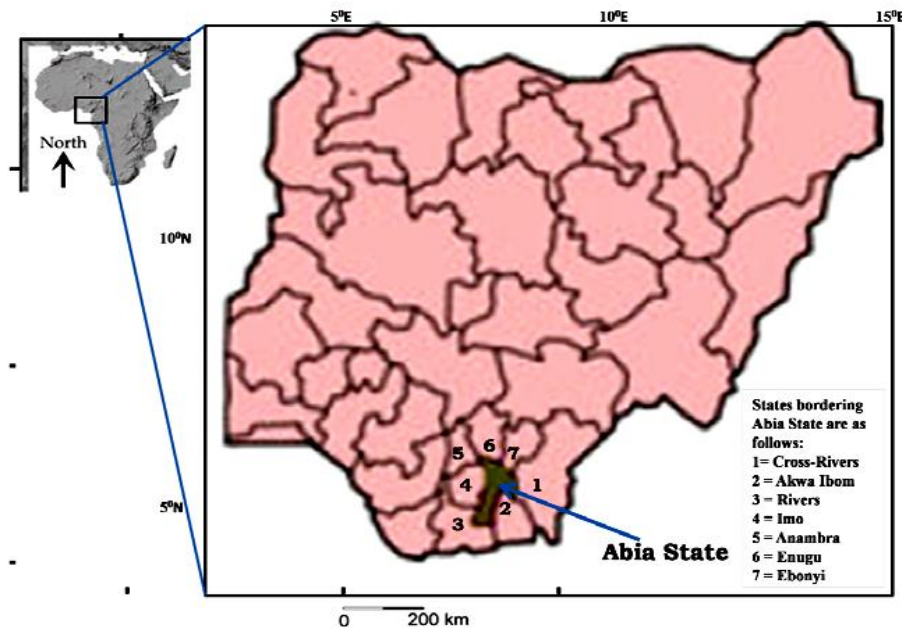 5⁰E
10⁰E
15⁰E
North
10⁰N
5⁰N
6
5
7
4
1
2
3
Abia State
States bordering
Abia State are as
follows:
1= Cross-Rivers
2 = Akwa Ibom
3 = Rivers
4 = Imo
5 = Anambra
6 = Enugu
7 = Ebonyi
0
200 km